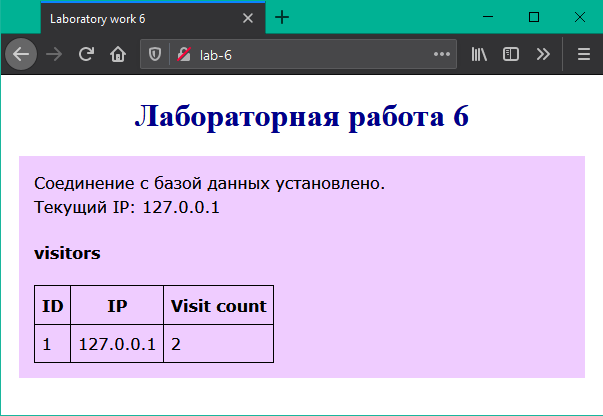 Laboratory work 6
lab-6
Лабораторная работа 6
Соединение с базой данных установлено.
Текущий IP: 127.0.0.1
visitors
ID IP Visit count
1 127.0.0.1 2